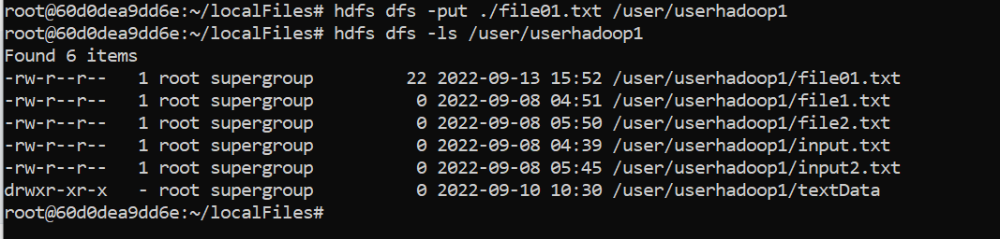 root@60d0dea9dd6e:~/localFiles# hdfs dfs -put ./file01.txt /user/userhadoop1
root@60d0dea9dd6e:~/localFiles# hdfs dfs -ls /user/userhadoop1
Found 6 items
-rw-r--r--   1 root supergroup         22 2022-09-13 15:52 /user/userhadoop1/file01.txt
-rw-r--r--   1 root supergroup          0 2022-09-08 04:51 /user/userhadoop1/file1.txt
-rw-r--r--   1 root supergroup          0 2022-09-08 05:50 /user/userhadoop1/file2.txt
-rw-r--r--   1 root supergroup          0 2022-09-08 04:39 /user/userhadoop1/input.txt
-rw-r--r--   1 root supergroup          0 2022-09-08 05:45 /user/userhadoop1/input2.txt
drwxr-xr-x   - root supergroup          0 2022-09-10 10:30 /user/userhadoop1/textData
root@60d0dea9dd6e:~/localFiles#